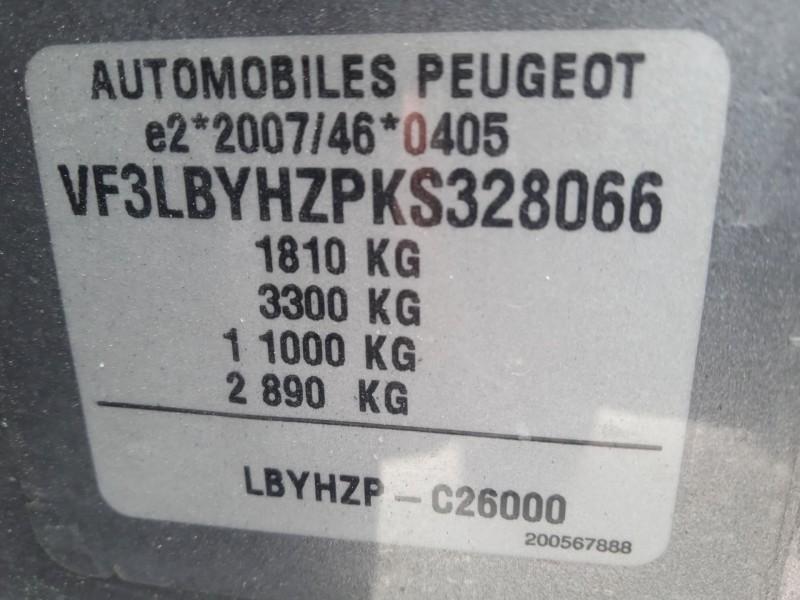 AUTOMOBILES PEUGEOT
e2*2007/46*0405
VF3LBYHZPKS328066
1810 KG
3300 KG
1 1000 KG
2 890 KG
LBYHZP - C26000
200567888